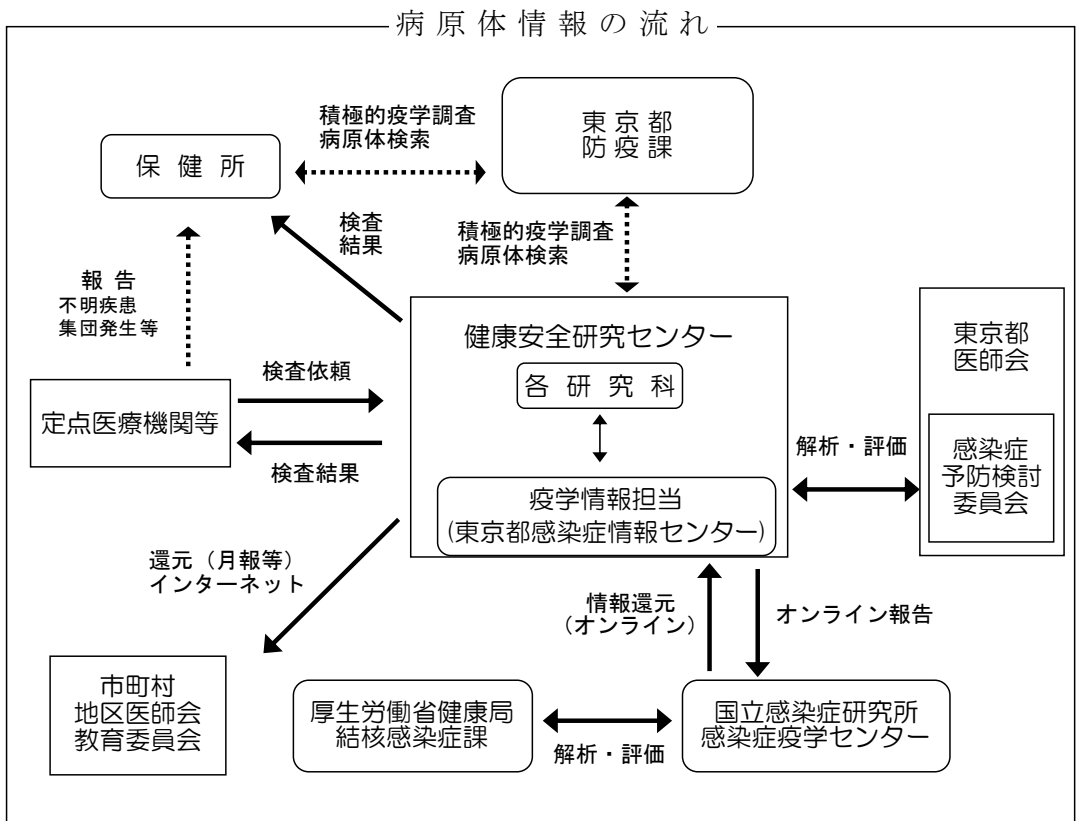 病原体情報の流れ
積極的疫学調査
病原体検索
東京都
防疫課
保健所
検査
結果
積極的疫学調査
病原体検索
報告
不明疾患
集団発生等
健康安全研究センター
各研究科
東京都
医師会
検査依頼
定点医療機関等
検査結果
解析・評価
感染症
予防検討
委員会
疫学情報担当
(東京都感染症情報センター)
還元（月報等）
インターネット
情報還元
（オンライン）
オンライン報告
市町村
地区医師会
教育委員会
厚生労働省健康局
結核感染症課
解析・評価
国立感染症研究所
感染症疫学センター